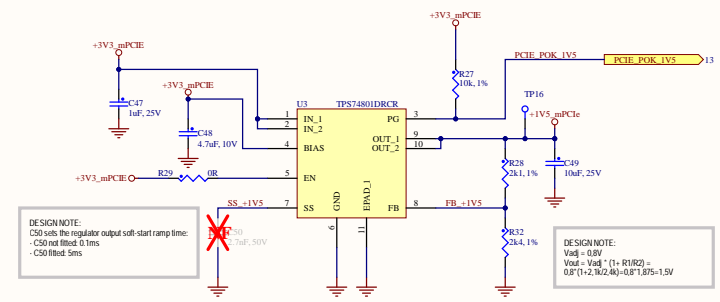 +3V3_mPCIE
+3V3_mPCIE
R27
10k, 1%
PCIE_POK_1V5
PCIE_POK_1V5
13
+3V3_mPCIE
C47
1uF, 25V
U3
TPS74801DRCR
TP16
+1V5_mPCIe
1
IN_1
PG
3
2
IN_2
C48
4.7uF, 10V
OUT_1
9
4
BIAS
OUT_2
10
R28
2k1, 1%
C49
10uF, 25V
+3V3_mPCIE
R29
0R
5
EN
SS_+1V5
7
SS
GND
EPAD_1
FB
8
FB_+1V5
6
11
NF
C50
2.7nF, 50V
R32
2k4, 1%
DESIGN NOTE:
C50 sets the regulator output soft-start ramp time:
- C50 not fitted: 0.1ms
- C50 fitted: 5ms
DESIGN NOTE
Vadj = 0,8V
Vout = Vadj * (1+ R1/R2) =
0,8*(1+2,1k/2,4k)=0,8*1,875=1,5V